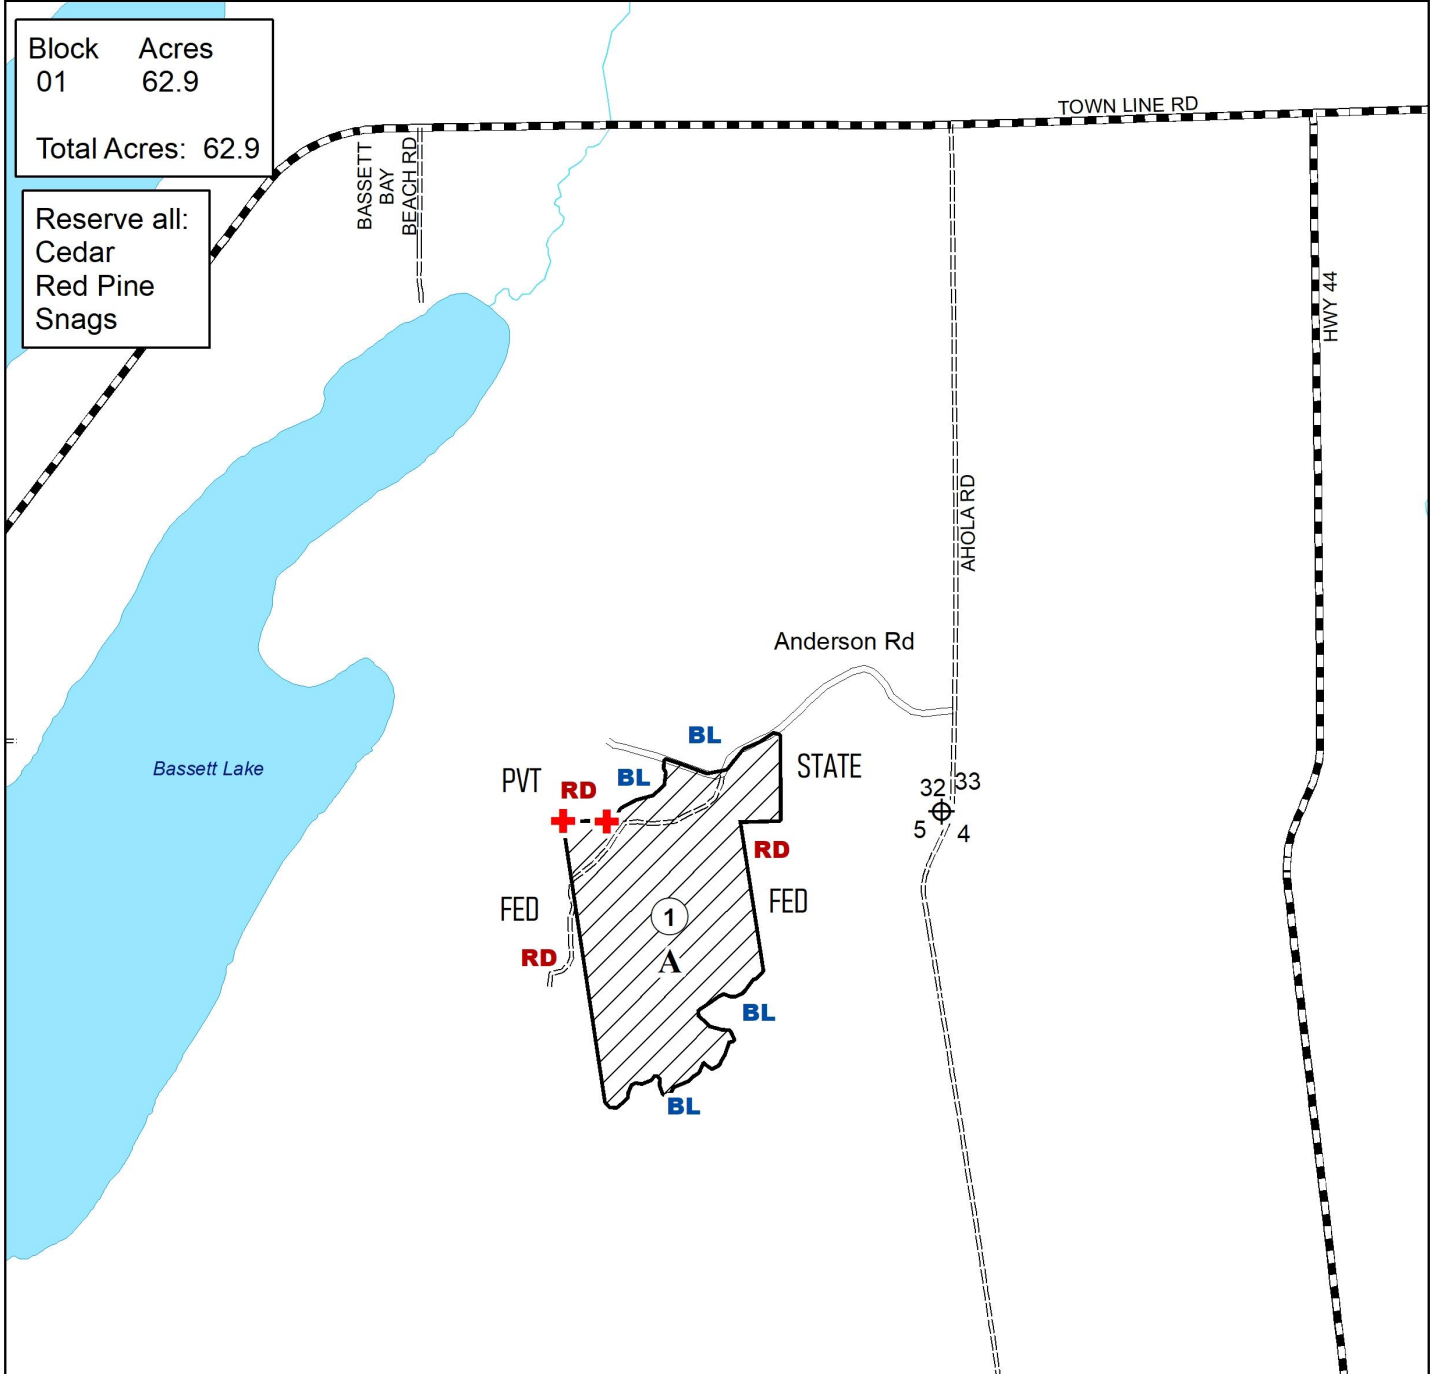 Block Acres
01 62.9
Total Acres: 62.9
Reserve all:
Cedar
Red Pine
Snags
TOWN LINE RD
BASSETT
BAY
BEACH RD
HWY 44
AHOLA RD
Anderson Rd
Bassett Lake
BL
STATE
PVT
RD
BL
32 33
5 4
RD
FED
FED
1
A
RD
BL
BL